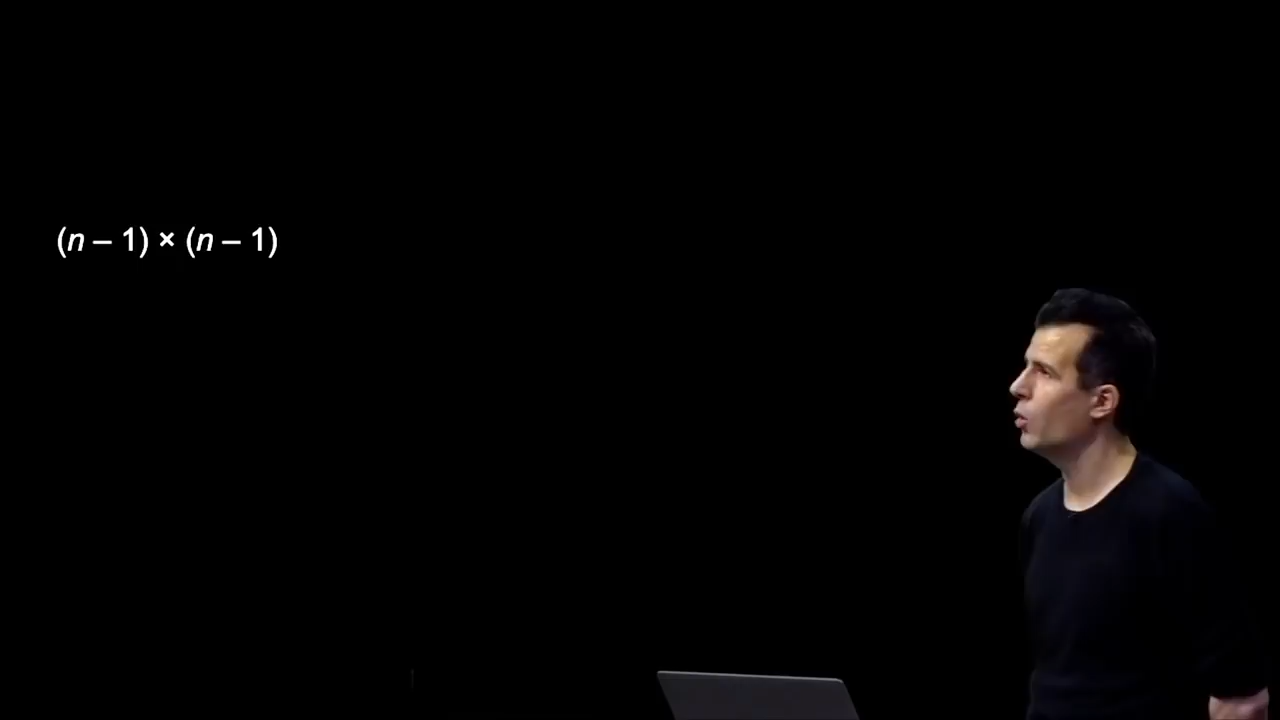 (n – 1) × (n – 1)